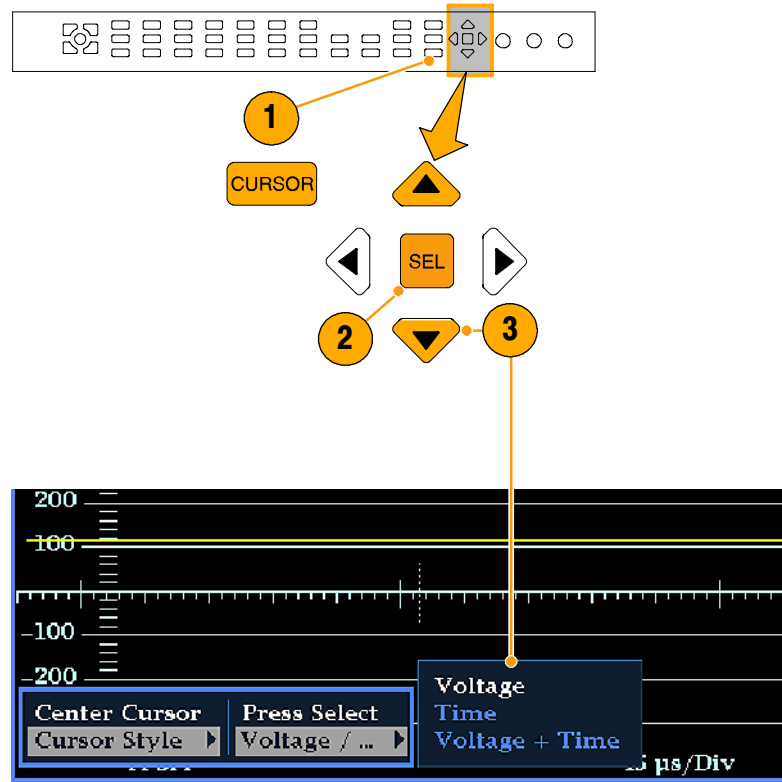 1
CURSOR
SEL
2
3
200
100
-100
-200
Center Cursor
Cursor Style
Press Select
Voltage / ...
Voltage
Time
Voltage + Time
µs/Div